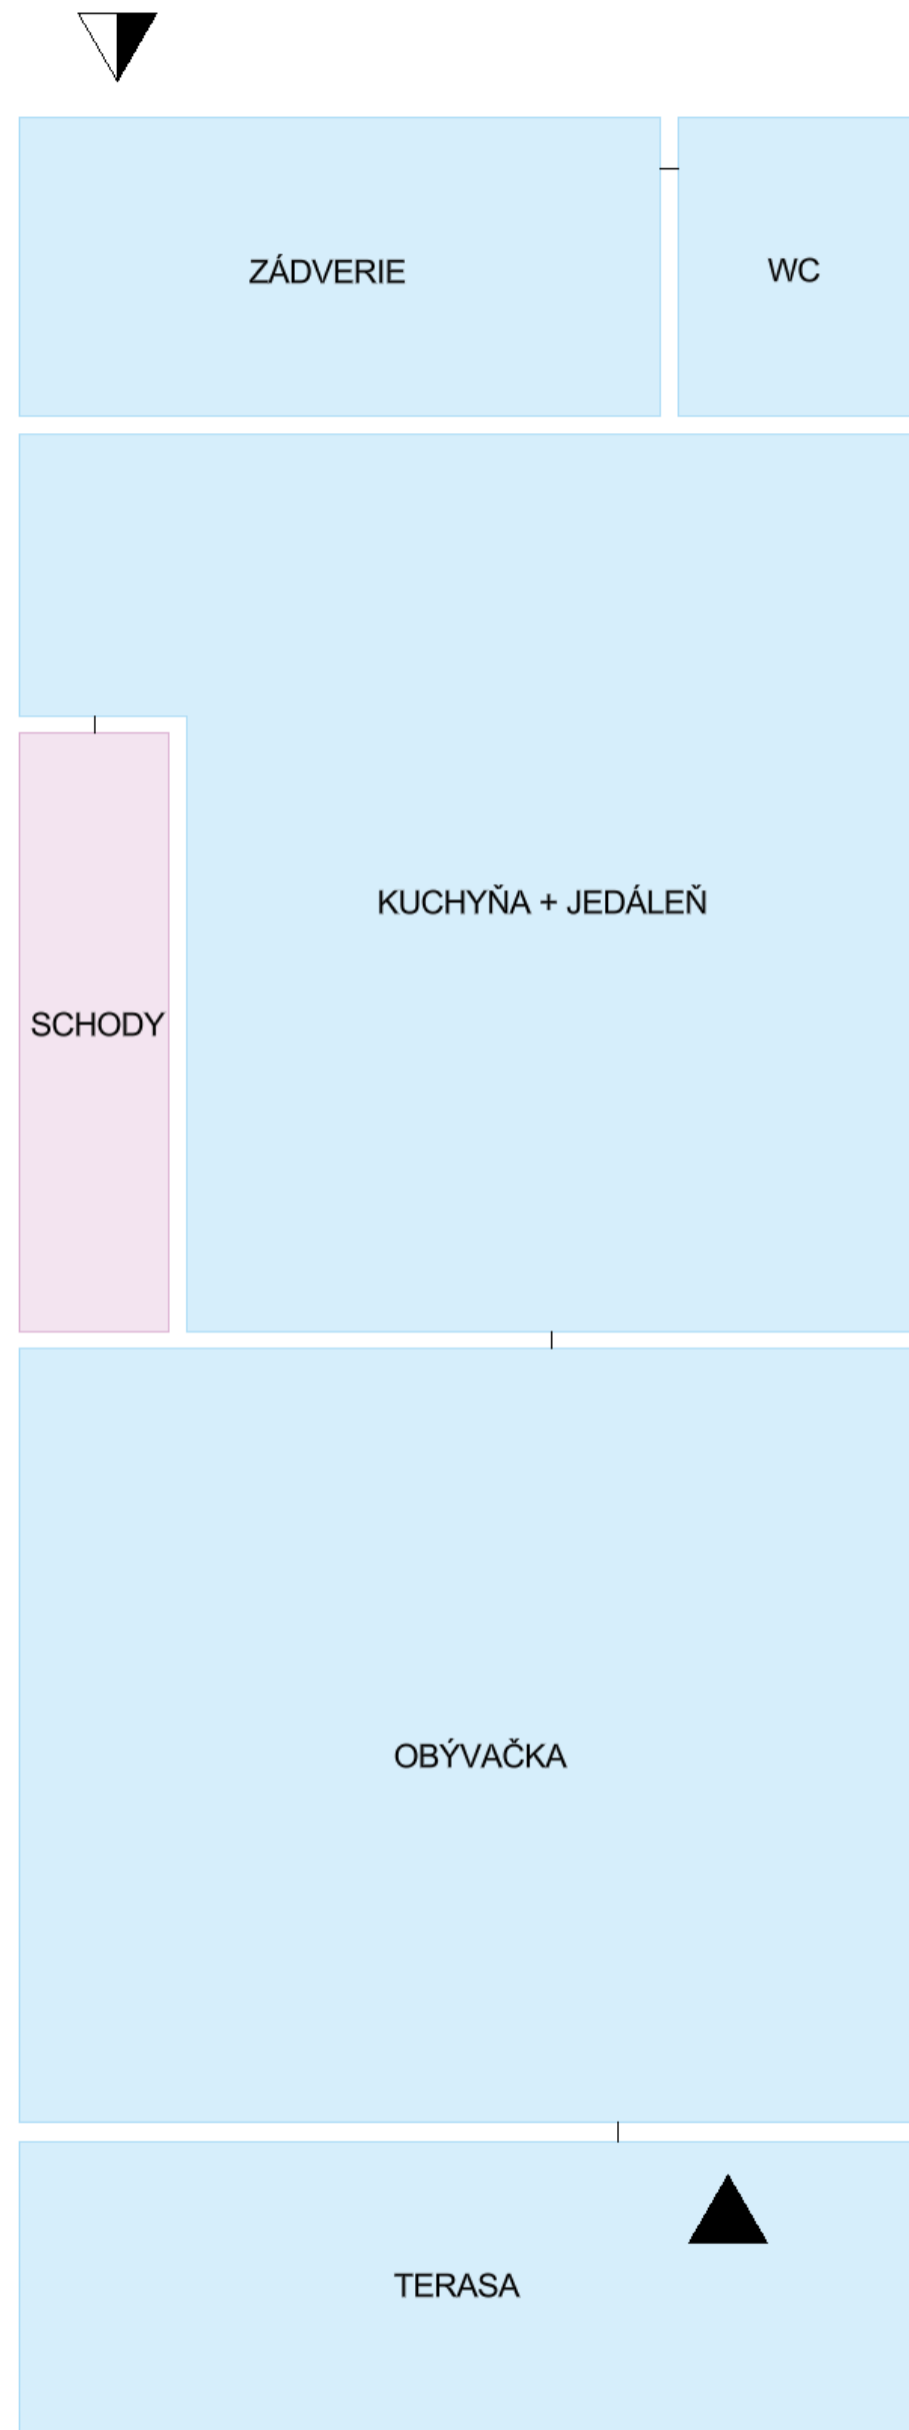 ZÁDVERIE
WC
KUCHYŇA + JEDÁLEŇ
SCHODY
OBÝVAČKA
TERASA